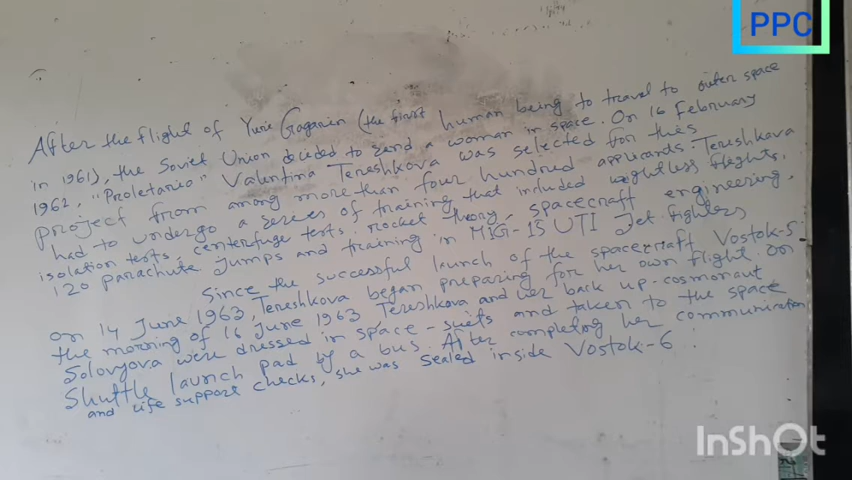 PPC
After the flight of Yurie Gaganien (the first human being to travel to outer space
in 1961), the Soviet Union decided to send a woman in space. On 16 February
1962, "Proletario" Valentina Tereshkova was selected for this
project from among more than four hundred applicants. Tereshkova
had to undergo a sereies of training that included weightless flights,
isolation tests, centerfuge tests. rocket theory, spacecraft engineering,
120 parachute jumps and training in MIG-15 UTI Jet fighters
Since the successful launch of the spacecraft Vostok-5
on 14 June 1963, Tereshkova began preparing for her own flight. On
the morning of 16 June 1963 Tereshkova and her back up-cosmonaut
Solovyova were dressed in space-suits and taken to the space
Shuttle launch pad by a bus. After completing her communication
and life support checks, she was sealed inside Vostok-6.
InShOt